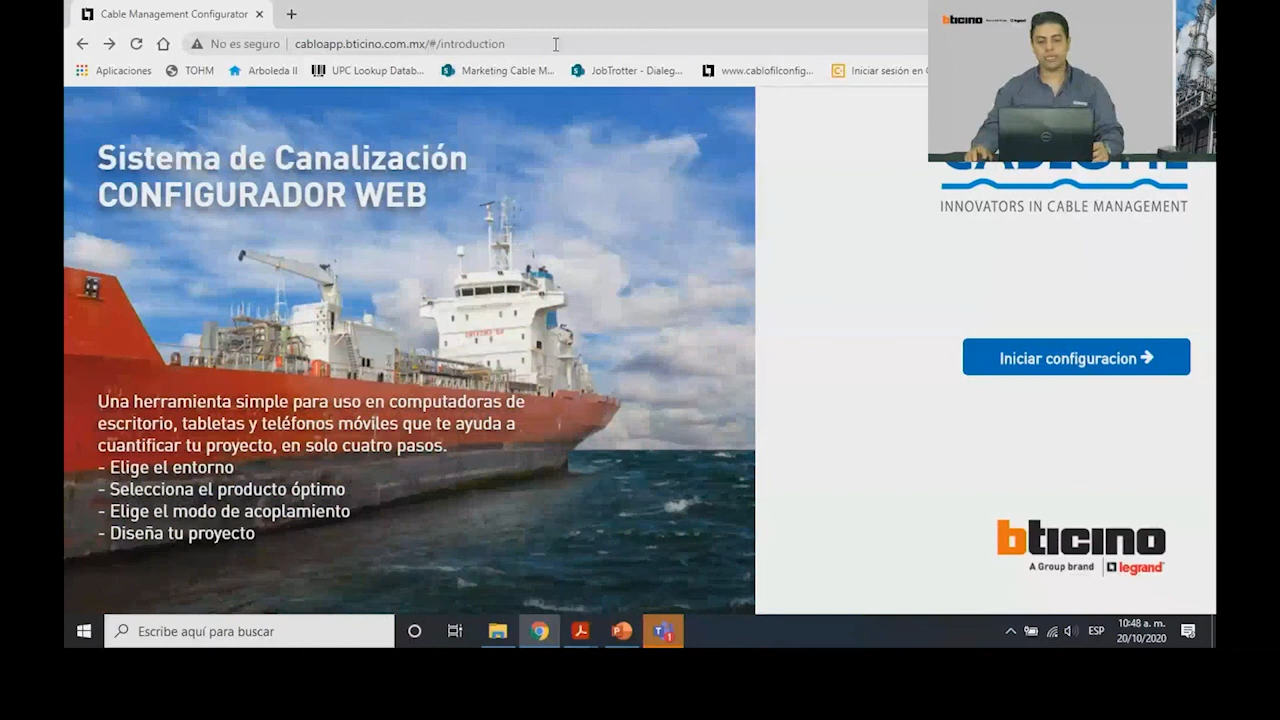 Cable Management Configurator
bticino
No es seguro
cabloapp.bticino.com.mx/#/introduction
Aplicaciones
TOHM
Arboleda II
UPC Lookup Datab...
Marketing Cable M...
JobTrotter - Dialeg...
www.cablofilconfig...
Iniciar sesión en
Sistema de Canalización
CONFIGURADOR WEB
INNOVATORS IN CABLE MANAGEMENT
Iniciar configuracion
Una herramienta simple para uso en computadoras de
escritorio, tabletas y teléfonos móviles que te ayuda a
cuantificar tu proyecto, en solo cuatro pasos.
- Elige el entorno
- Selecciona el producto óptimo
- Elige el modo de acoplamiento
- Diseña tu proyecto
bticino
A Group brand legrand
Escribe aquí para buscar
ESP
10:48 a. m.
20/10/2020